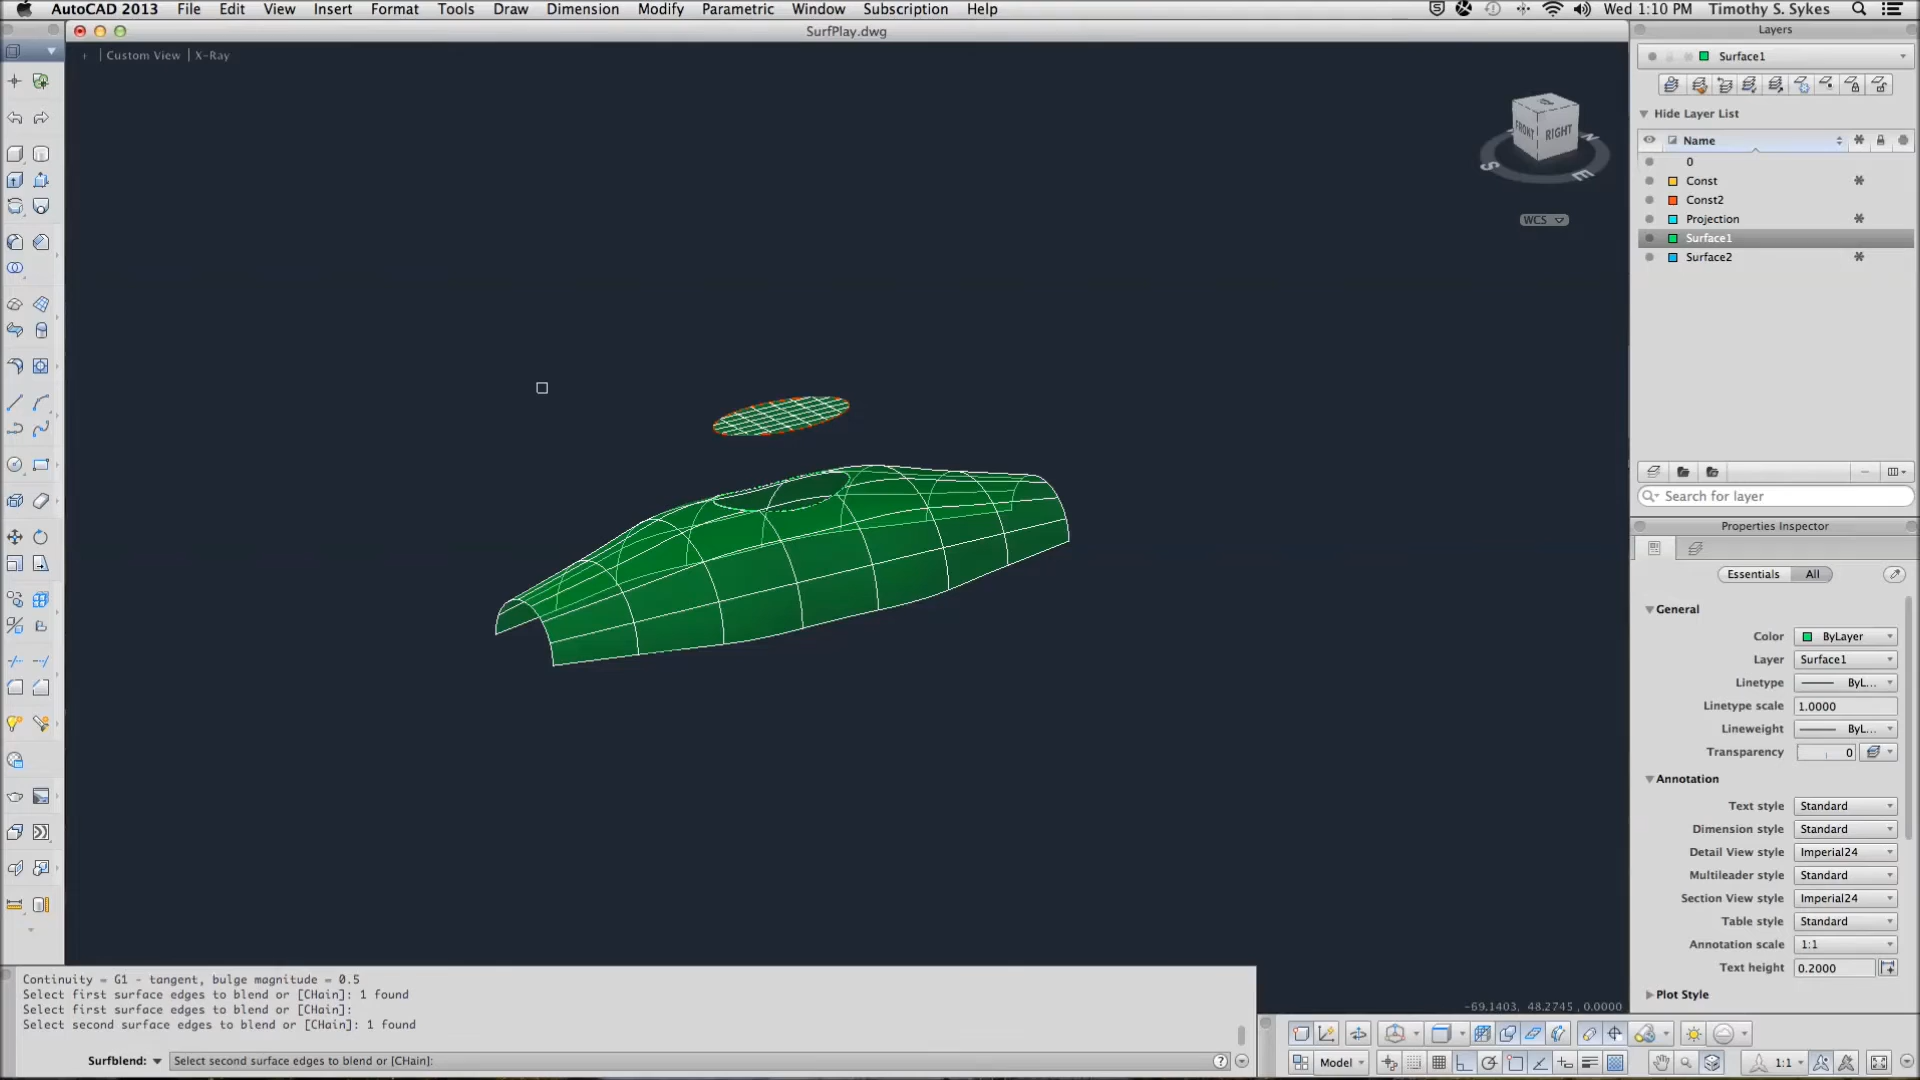 AutoCAD 2013 File Edit View Insert Format Tools Draw Dimension Modify Parametric Window Subscription Help Wed 1:10 PM Timothy S. Sykes
SurfPlay.dwg
+ | Custom View | X-Ray
FRONT RIGHT
S E N
WCS
Layers
Surface1
Hide Layer List
Name
0
Const
Const2
Projection
Surface1
Surface2
Search for layer
Properties Inspector
Essentials All
General
Color ByLayer
Layer Surface1
Linetype ByL...
Linetype scale 1.0000
Lineweight ByL...
Transparency 0
Annotation
Text style Standard
Dimension style Standard
Detail View style Imperial24
Multileader style Standard
Section View style Imperial24
Table style Standard
Annotation scale 1:1
Text height 0.2000
Plot Style
Continuity = G1 - tangent, bulge magnitude = 0.5
Select first surface edges to blend or [CHain]: 1 found
Select first surface edges to blend or [CHain]:
Select second surface edges to blend or [CHain]: 1 found
Surfblend: Select second surface edges to blend or [CHain]:
-69.1403, 48.2745, 0.0000
Model 1:1